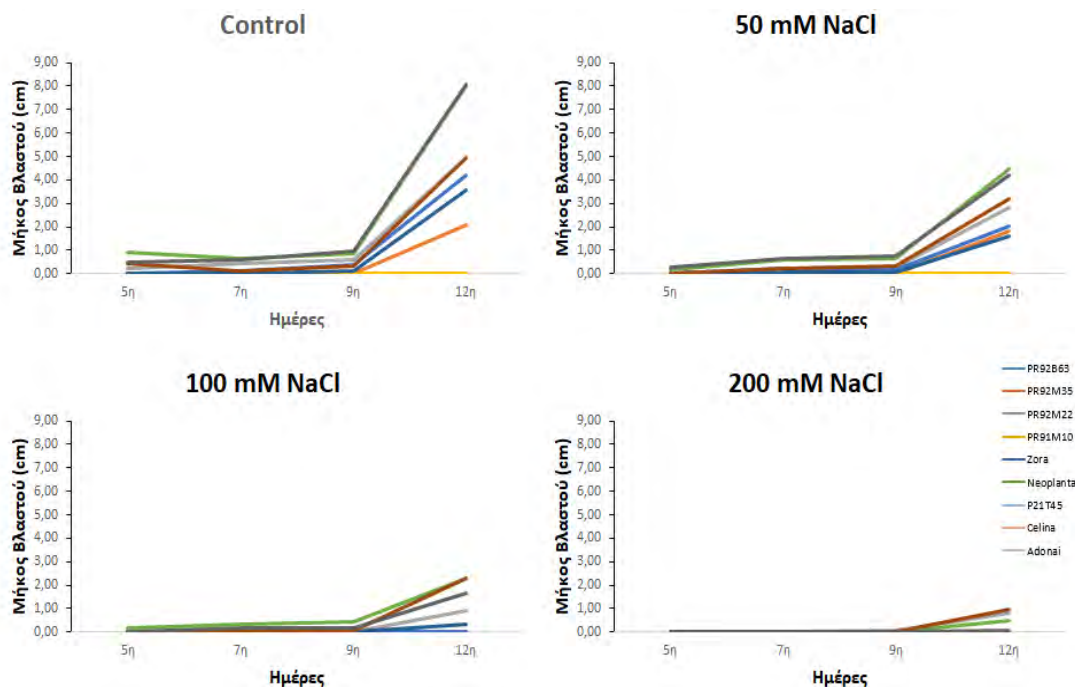 Control
Μήκος Βλαστού (cm)
9,00
8,00
7,00
6,00
5,00
4,00
3,00
2,00
1,00
0,00
5η 7η 9η 12η
Ημέρες
50 mM NaCl
Μήκος Βλαστού (cm)
9,00
8,00
7,00
6,00
5,00
4,00
3,00
2,00
1,00
0,00
5η 7η 9η 12η
Ημέρες
100 mM NaCl
Μήκος Βλαστού (cm)
9,00
8,00
7,00
6,00
5,00
4,00
3,00
2,00
1,00
0,00
5η 7η 9η 12η
Ημέρες
200 mM NaCl
Μήκος Βλαστού (cm)
9,00
8,00
7,00
6,00
5,00
4,00
3,00
2,00
1,00
0,00
5η 7η 9η 12η
Ημέρες
PR92B63
PR92M35
PR92M22
PR91M10
Zora
Neoplanta
P21T45
Celina
Adonai